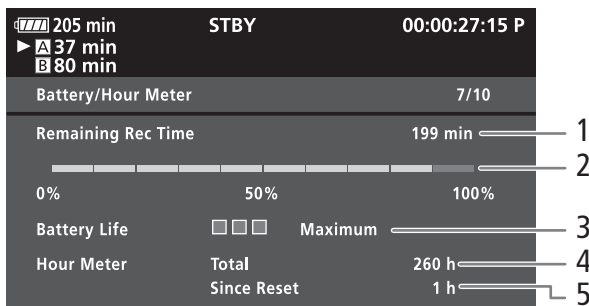 205 min STBY 00:00:27:15 P
A 37 min
B 80 min
Battery/Hour Meter 7/10
Remaining Rec Time 199 min 1
2
0% 50% 100%
Battery Life Maximum 3
Hour Meter Total 260 h 4
Since Reset 1 h 5